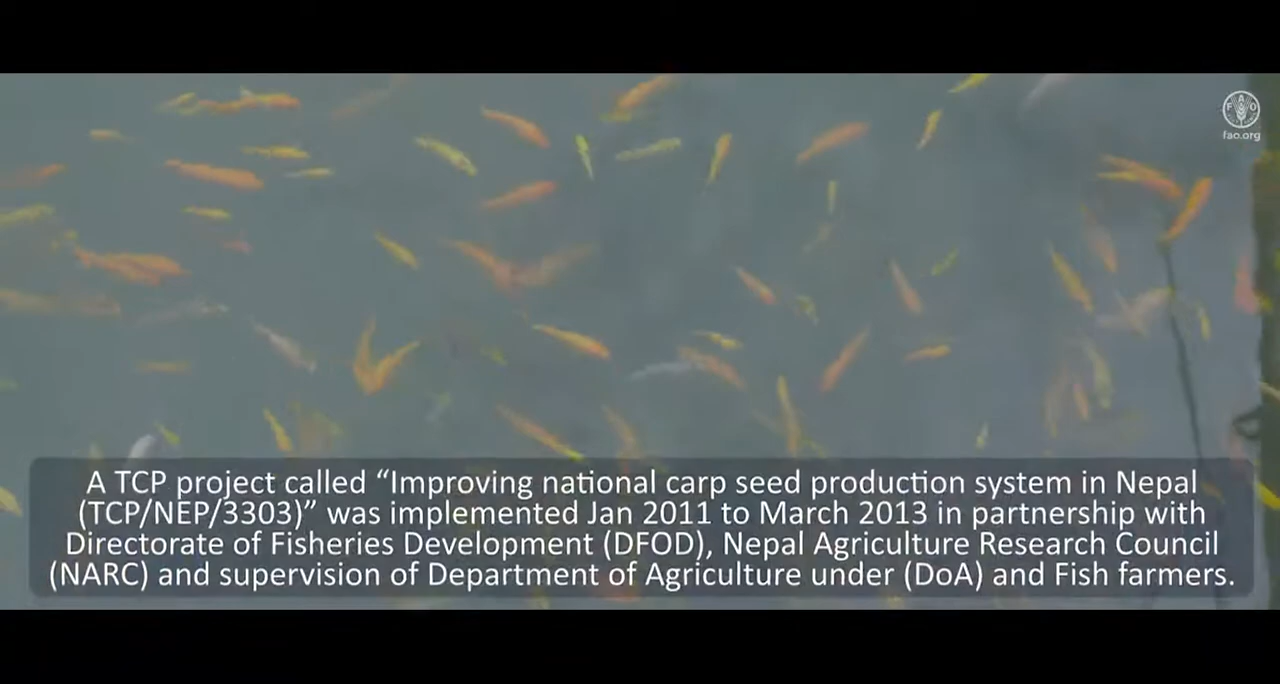 F A O
fao.org
A TCP project called “Improving national carp seed production system in Nepal
(TCP/NEP/3303)” was implemented Jan 2011 to March 2013 in partnership with
Directorate of Fisheries Development (DFOD), Nepal Agriculture Research Council
(NARC) and supervision of Department of Agriculture under (DoA) and Fish farmers.